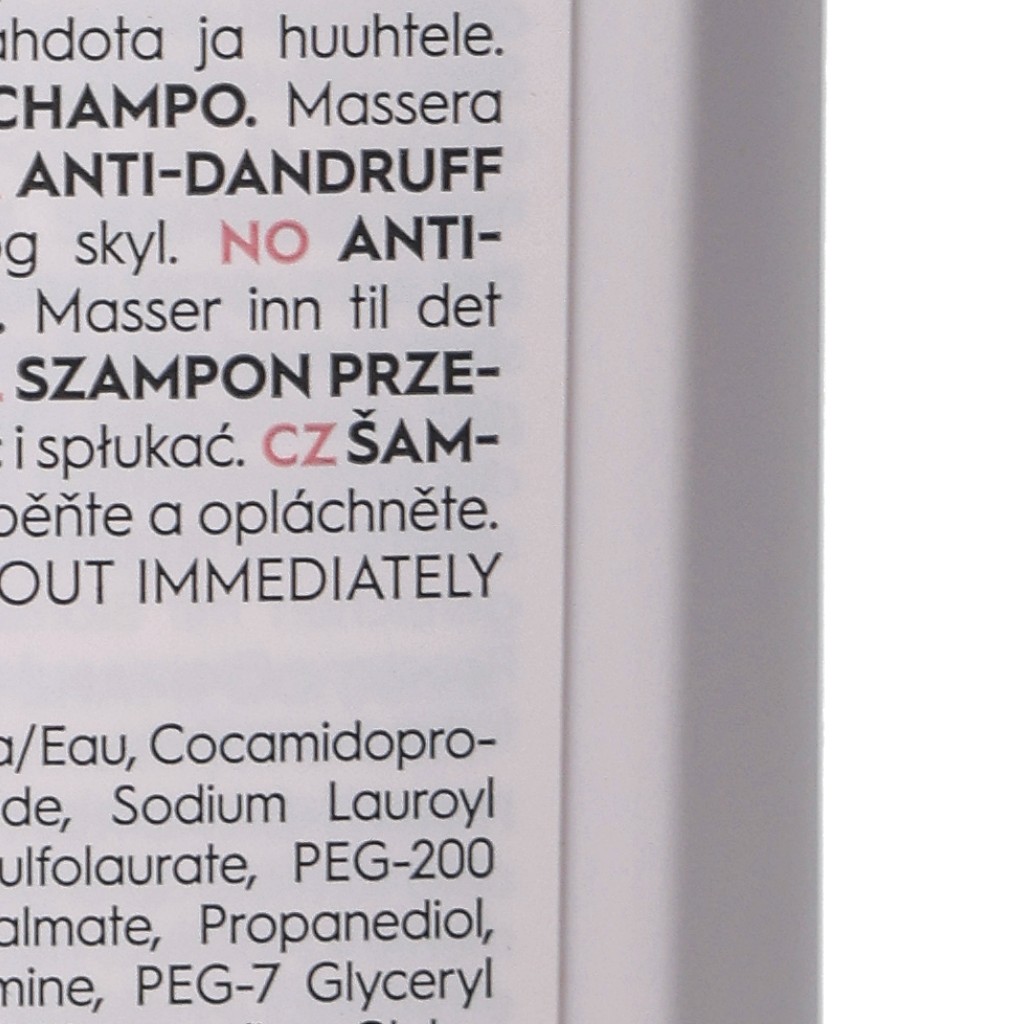 ahdota ja huuhtele.
CHAMPO. Massera
ANTI-DANDRUFF
og skyl. NO ANTI-
. Masser inn til det
SZAMPON PRZE-
i spłukać. CZ ŠAM-
pěňte a opláchněte.
OUT IMMEDIATELY
a/Eau, Cocamidopro-
de, Sodium Lauroyl
ulfolaurate, PEG-200
almate, Propanediol,
mine, PEG-7 Glyceryl